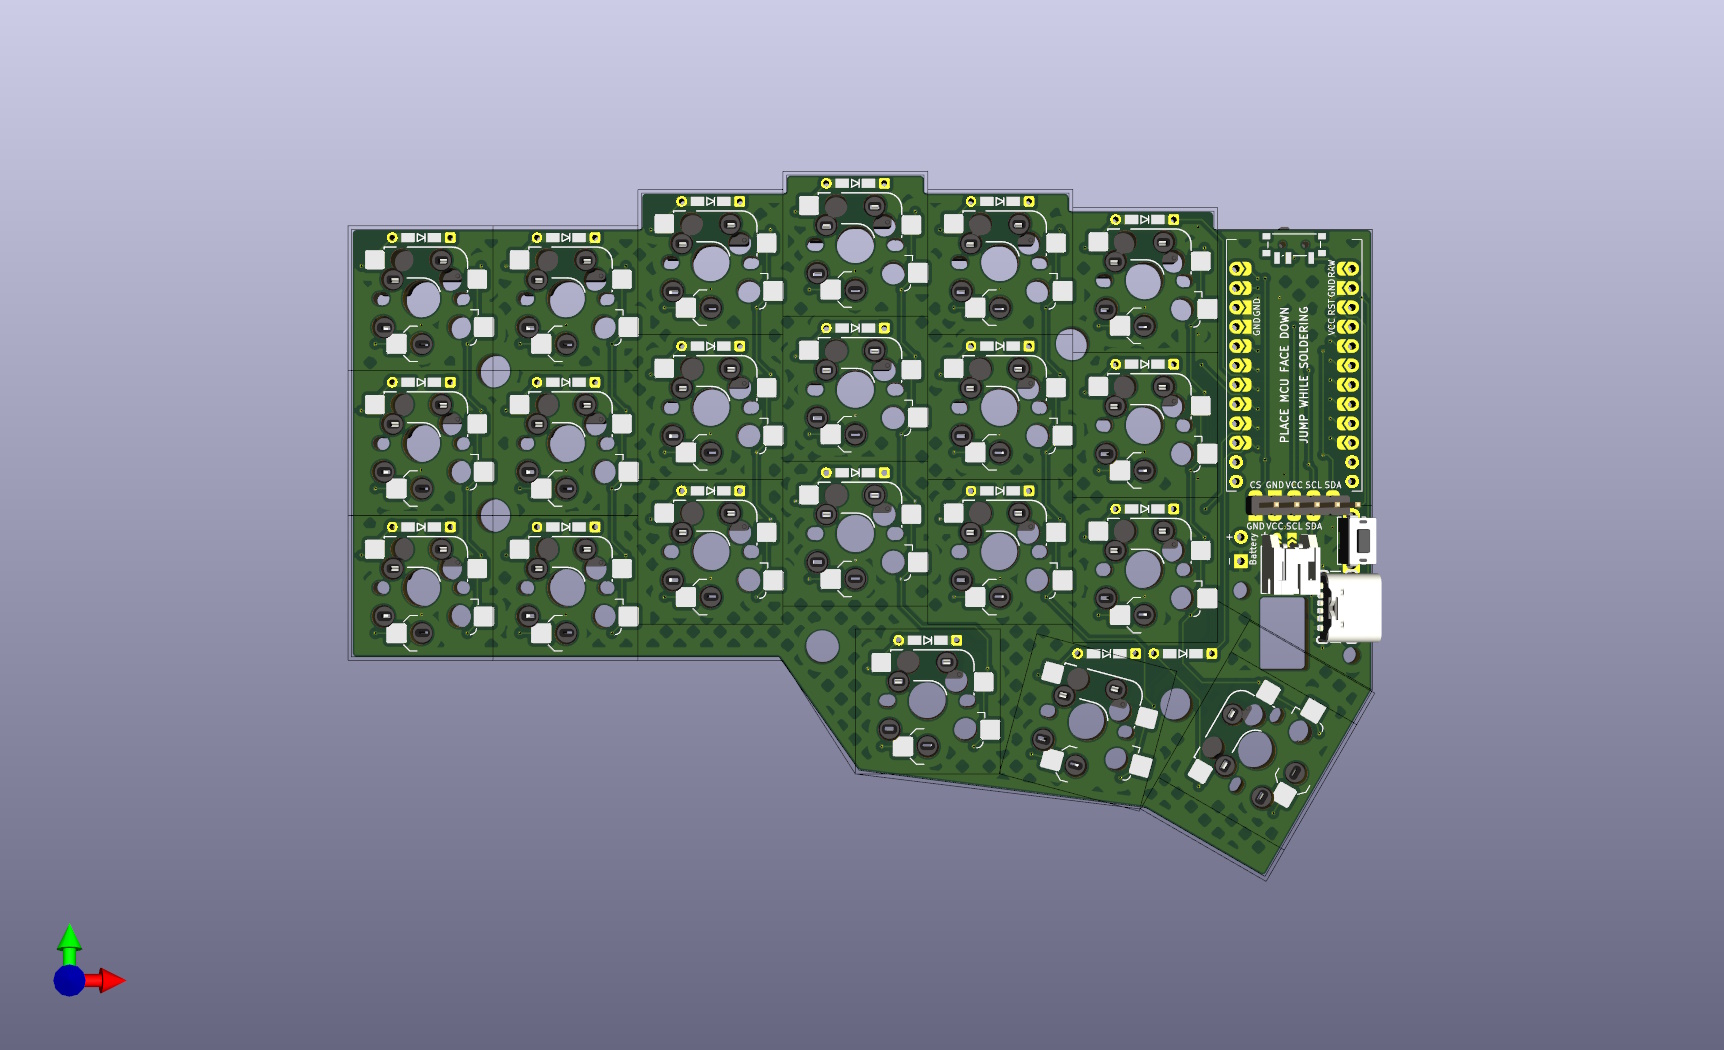 RAW
GND
RST
VCC
GND
GND
PLACE MCU FACE DOWN
JUMP WHILE SOLDERING
CS GND VCC SCL SDA
GND VCC SCL SDA
+
Battery
-